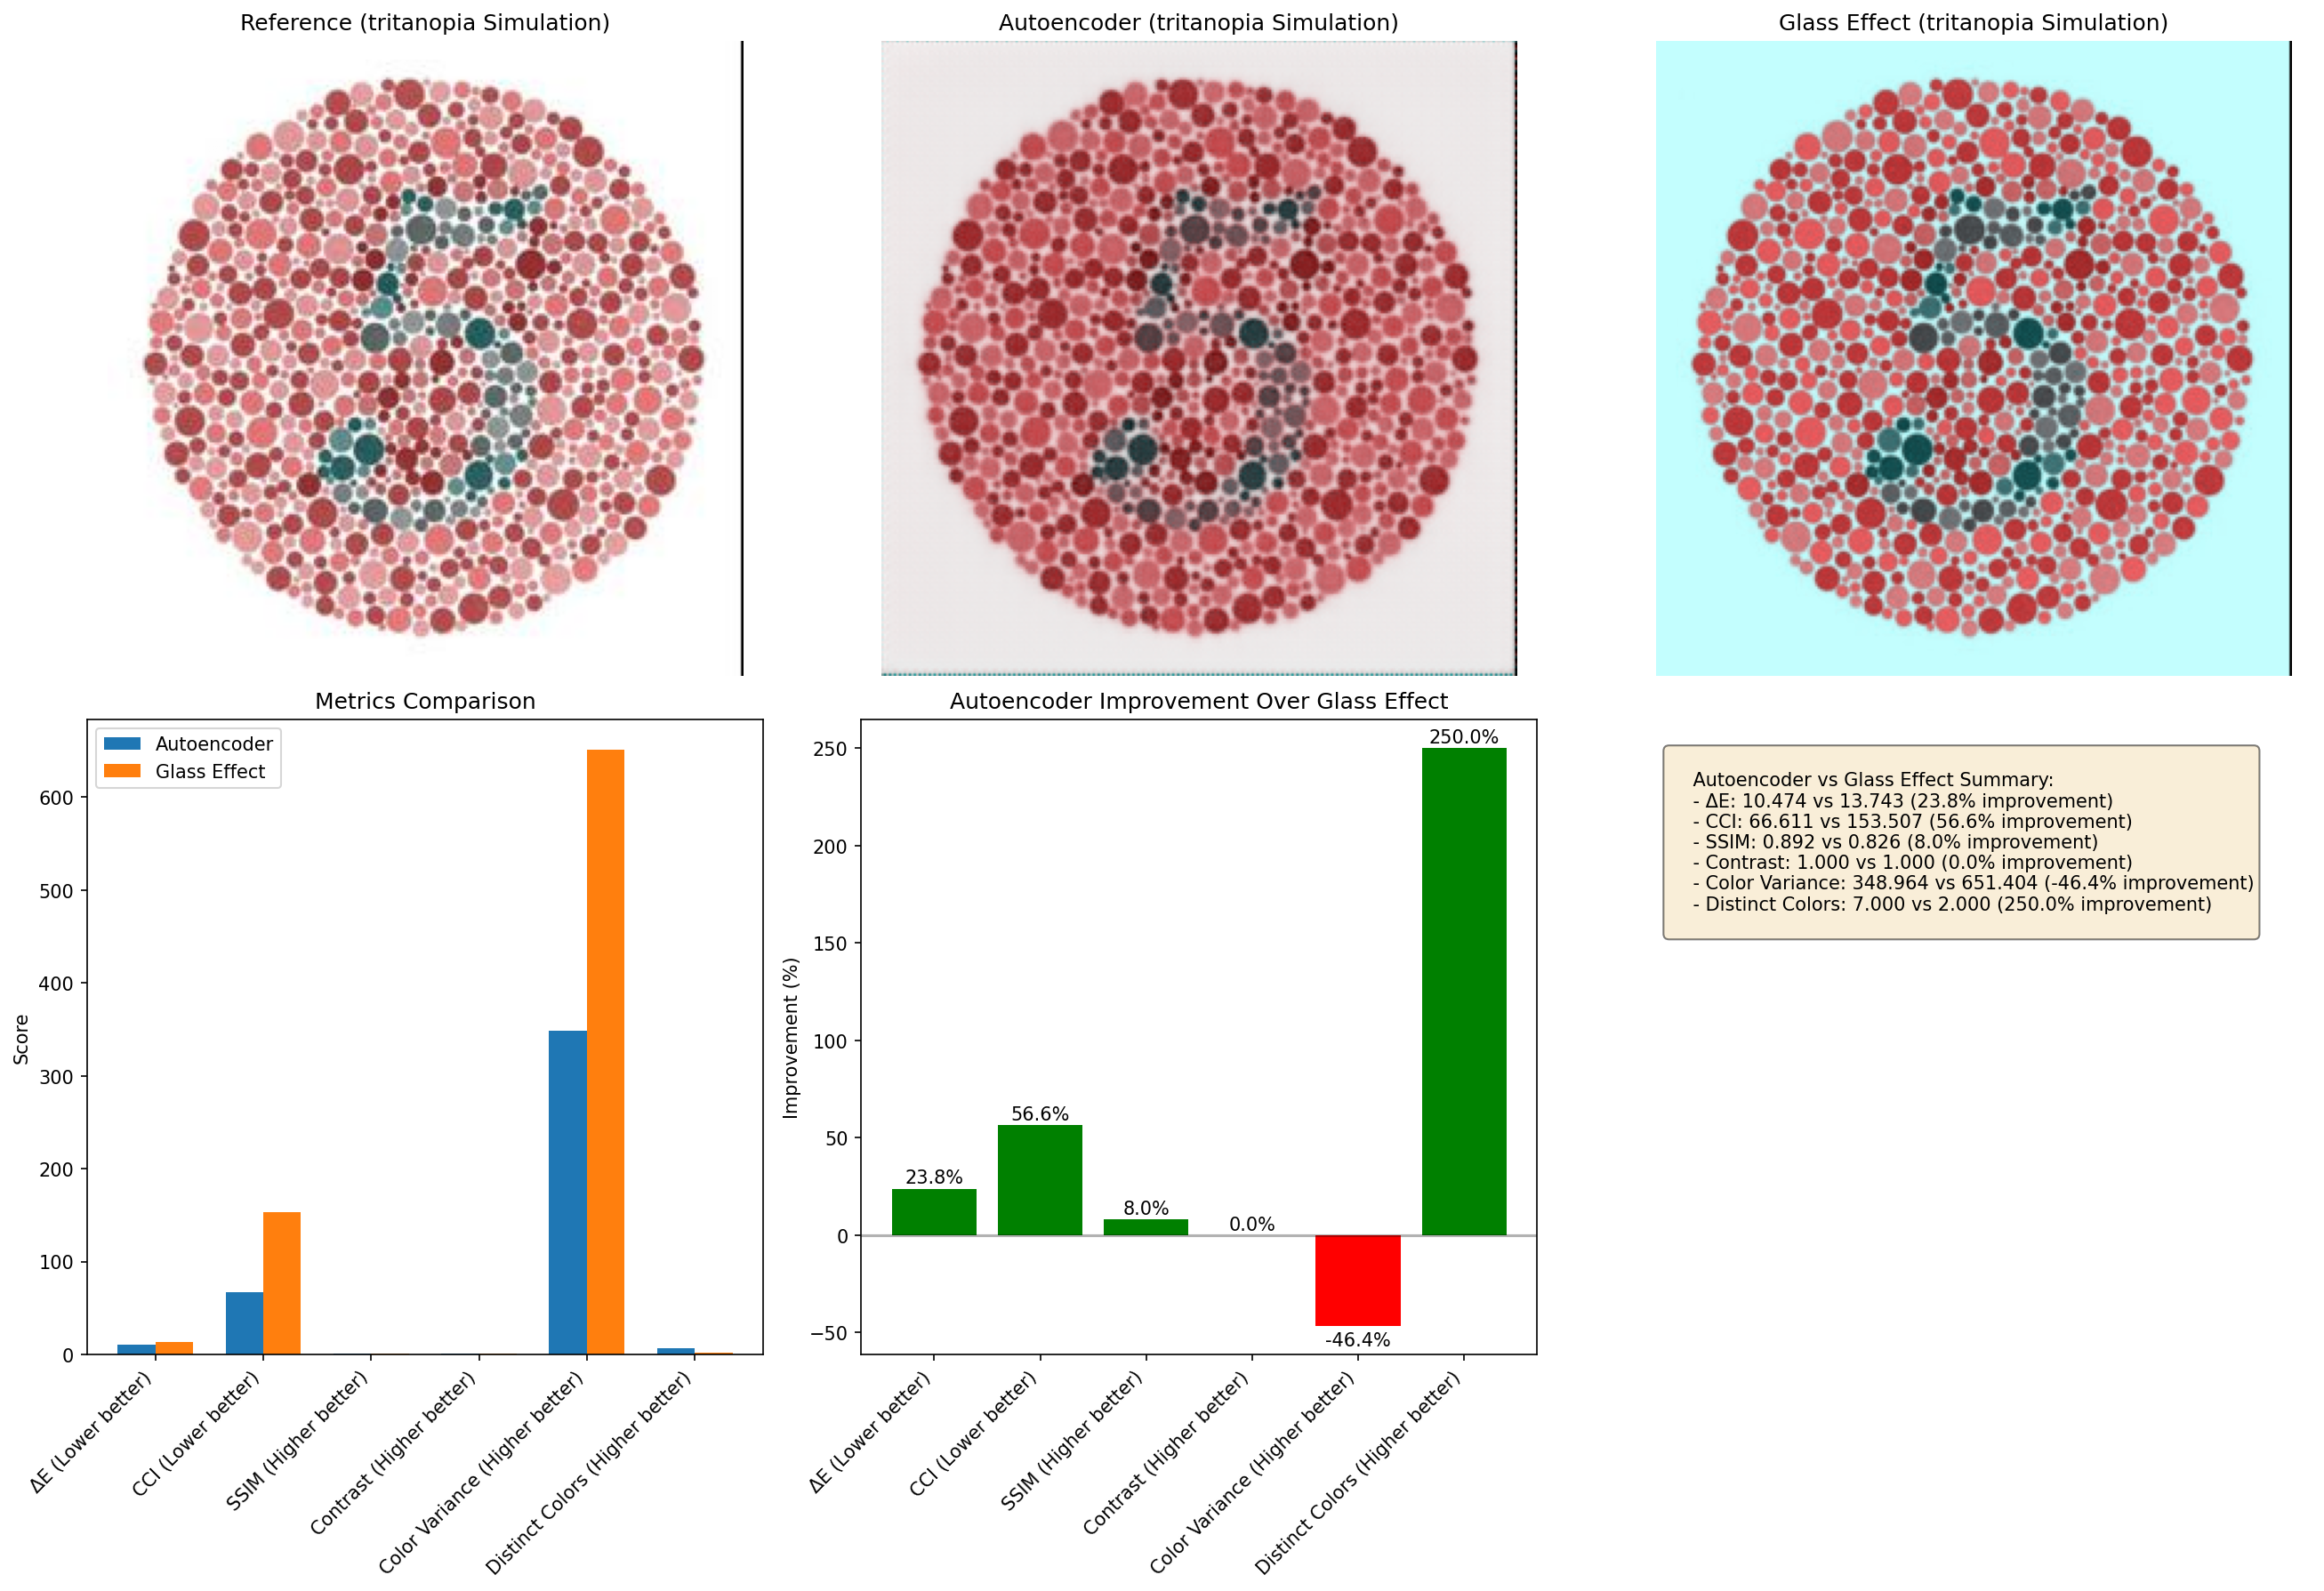 Reference (tritanopia Simulation)
Autoencoder (tritanopia Simulation)
Glass Effect (tritanopia Simulation)
5
5
5
Metrics Comparison
Autoencoder
Glass Effect
Score
600
500
400
300
200
100
0
ΔE (Lower better)
CCI (Lower better)
SSIM (Higher better)
Contrast (Higher better)
Color Variance (Higher better)
Distinct Colors (Higher better)
Autoencoder Improvement Over Glass Effect
Improvement (%)
250
200
150
100
50
0
−50
23.8%
56.6%
8.0%
0.0%
-46.4%
250.0%
ΔE (Lower better)
CCI (Lower better)
SSIM (Higher better)
Contrast (Higher better)
Color Variance (Higher better)
Distinct Colors (Higher better)
Autoencoder vs Glass Effect Summary:
- ΔE: 10.474 vs 13.743 (23.8% improvement)
- CCI: 66.611 vs 153.507 (56.6% improvement)
- SSIM: 0.892 vs 0.826 (8.0% improvement)
- Contrast: 1.000 vs 1.000 (0.0% improvement)
- Color Variance: 348.964 vs 651.404 (-46.4% improvement)
- Distinct Colors: 7.000 vs 2.000 (250.0% improvement)